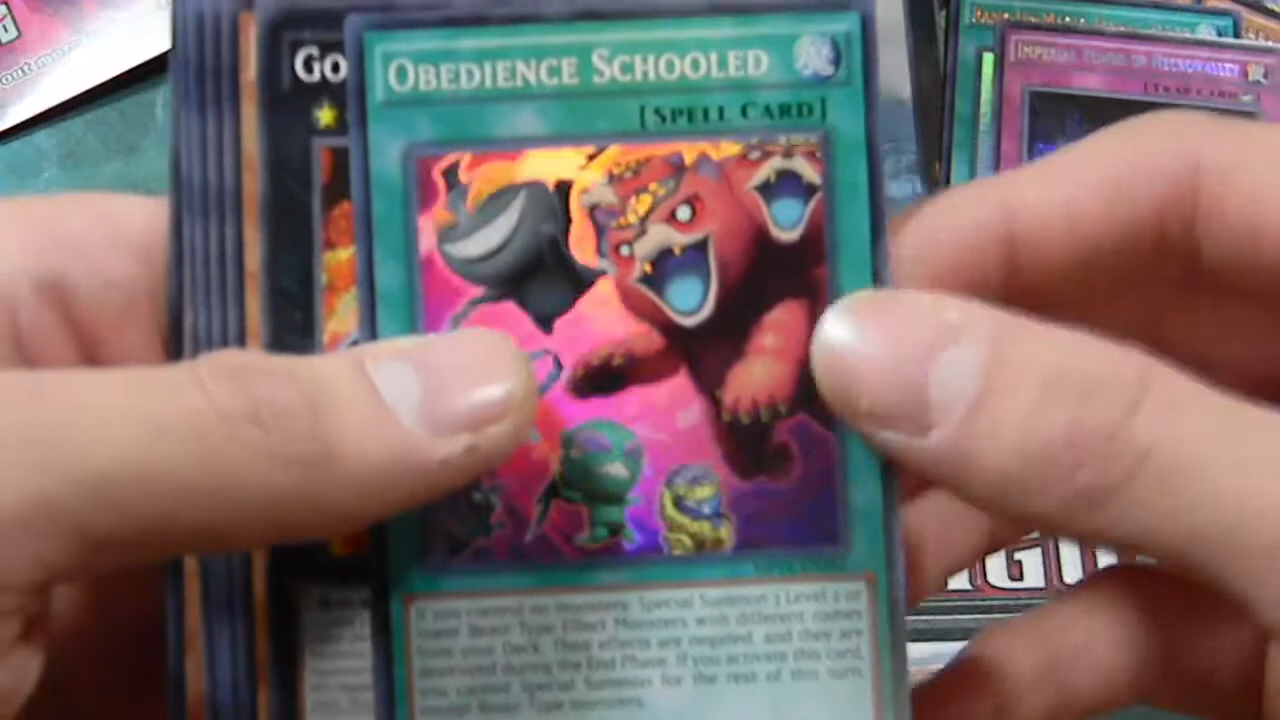 out mor
Go
OBEDIENCE SCHOOLED
[SPELL CARD]
If you control no monsters: Special Summon 3 Level 2 or
lower Beast-Type Effect Monsters with different names
from your Deck. Their effects are negated, and they are
destroyed during the End Phase. If you activate this card,
you cannot Special Summon for the rest of this turn,
except Beast-Type monsters.
IMPERIAL TOMBS OF NECROVALLEY
[TRAP CARD